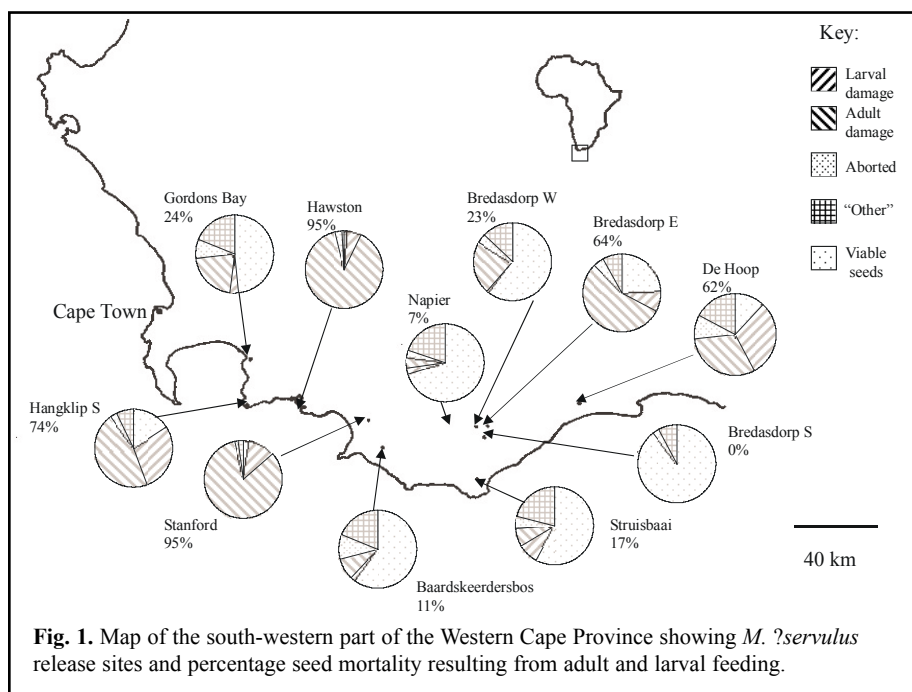 Key:
Larval
damage
Adult
damage
Aborted
"Other"
Viable
seeds
Gordons Bay
24%
Hawston
95%
Bredasdorp W
23%
Bredasdorp E
64%
De Hoop
62%
Cape Town
Napier
7%
Hangklip S
74%
Stanford
95%
Baardskeerdersbos
11%
Struisbaai
17%
Bredasdorp S
0%
40 km
Fig. 1. Map of the south-western part of the Western Cape Province showing M. ?servulus
release sites and percentage seed mortality resulting from adult and larval feeding.